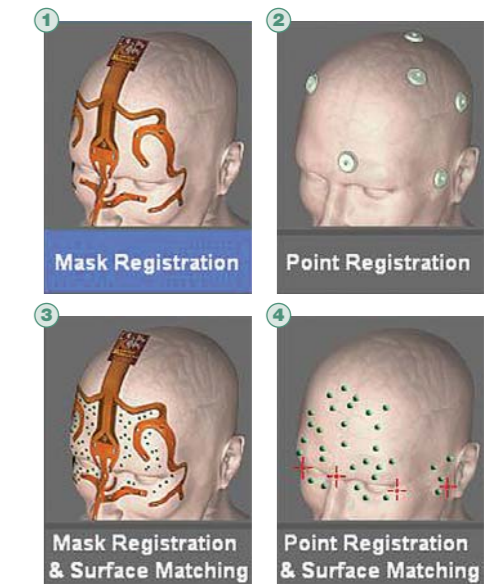 1
2
Mask Registration
Point Registration
3
4
Mask Registration
& Surface Matching
Point Registration
& Surface Matching